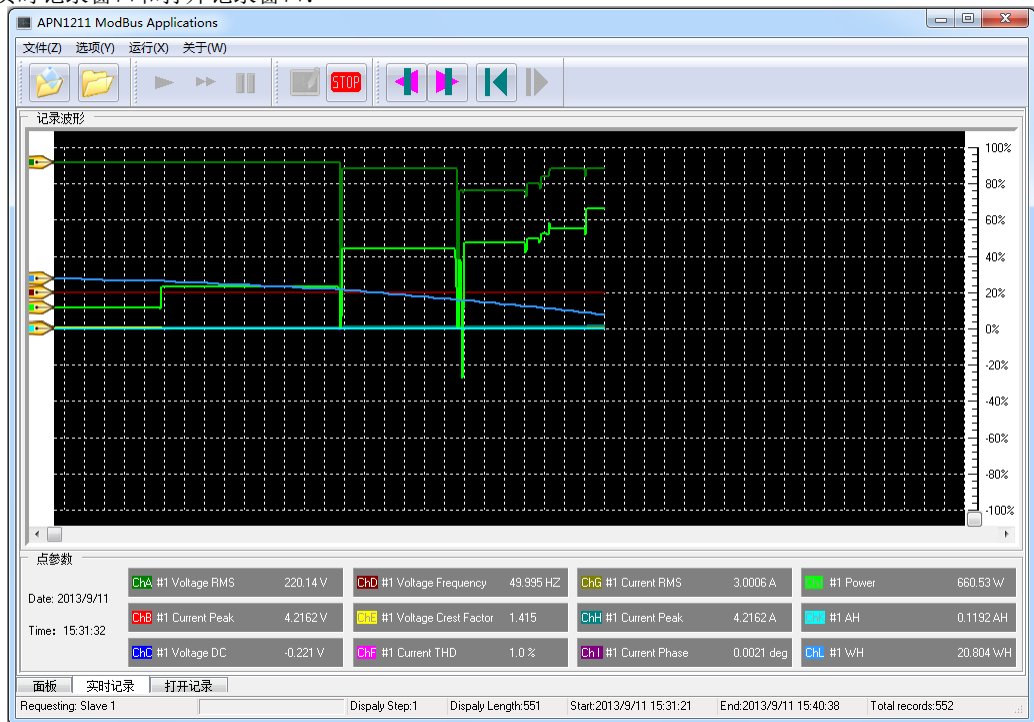 APN1211 ModBus Applications
文件(Z) 选项(Y) 运行(X) 关于(W)
STOP
记录波形
100%
80%
60%
40%
20%
0%
-20%
-40%
-60%
-80%
-100%
点参数
Date: 2013/9/11
Time: 15:31:32
ChA #1 Voltage RMS 220.14 V
ChD #1 Voltage Frequency 49.995 HZ
ChG #1 Current RMS 3.0006 A
#1 Power 660.53 W
ChB #1 Current Peak 4.2162 V
ChE #1 Voltage Crest Factor 1.415
ChH #1 Current Peak 4.2162 A
#1 AH 0.1192 AH
ChC #1 Voltage DC -0.221 V
ChF #1 Current THD 1.0 %
ChI #1 Current Phase 0.0021 deg
ChL #1 WH 20.804 WH
面板 实时记录 打开记录
Requesting: Slave 1 Dispaly Step:1 Dispaly Length:551 Start:2013/9/11 15:31:21 End:2013/9/11 15:40:38 Total records:552